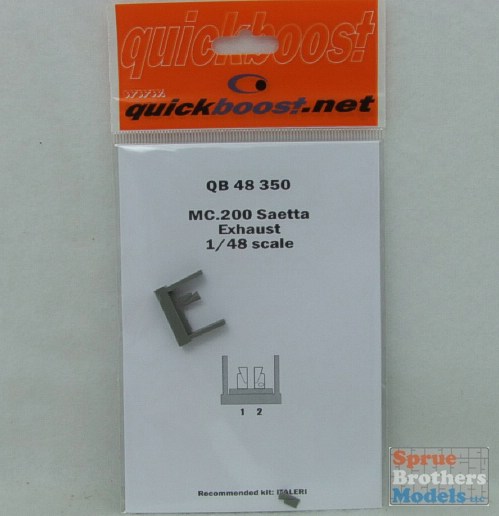 quickboost
www.
quickboost.net
QB 48 350
MC.200 Saetta
Exhaust
1/48 scale
1 2
Recommended kit: ITALERI
Sprue
Brothers
Models LLC